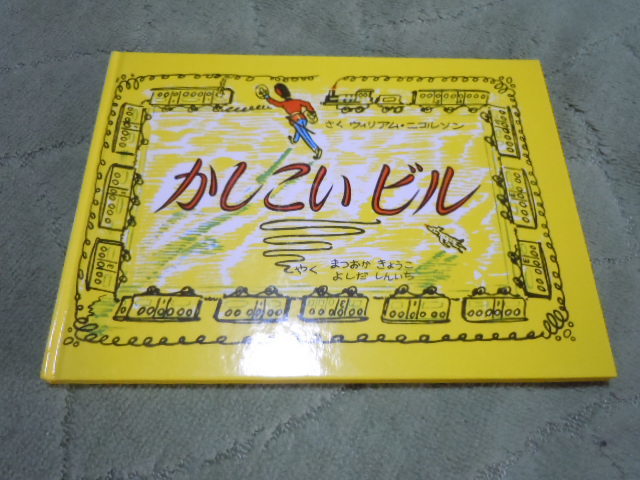 さく ウィリアム・ニコルソン
かしこい ビル
やく まつおか きょうこ
よしだ しんいち